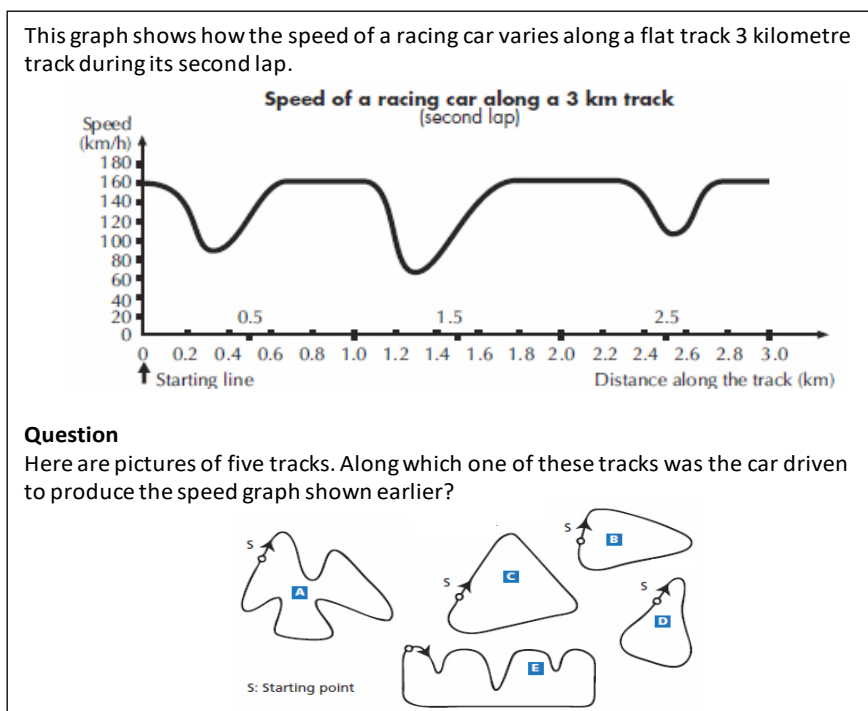 This graph shows how the speed of a racing car varies along a flat track 3 kilometre
track during its second lap.
Speed of a racing car along a 3 km track
(second lap)
Speed
(km/h)
180
160
140
120
100
80
60
40
20
0
0.5 1.5 2.5
0 0.2 0.4 0.6 0.8 1.0 1.2 1.4 1.6 1.8 2.0 2.2 2.4 2.6 2.8 3.0
Starting line Distance along the track (km)
Question
Here are pictures of five tracks. Along which one of these tracks was the car driven
to produce the speed graph shown earlier?
S
A
S
C
S
B
S
D
E
S: Starting point